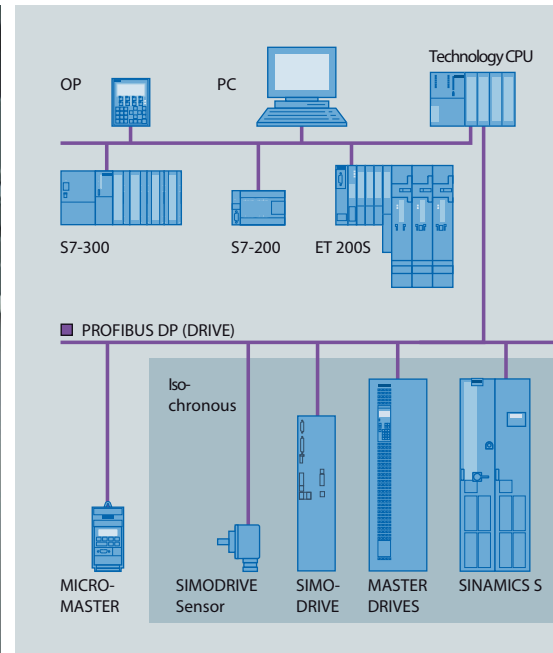 Technology CPU
OP
PC
S7-300
S7-200
ET 200S
PROFIBUS DP (DRIVE)
Iso-
chronous
MICRO-
MASTER
SIMODRIVE
Sensor
SIMO-
DRIVE
MASTER
DRIVES
SINAMICS S